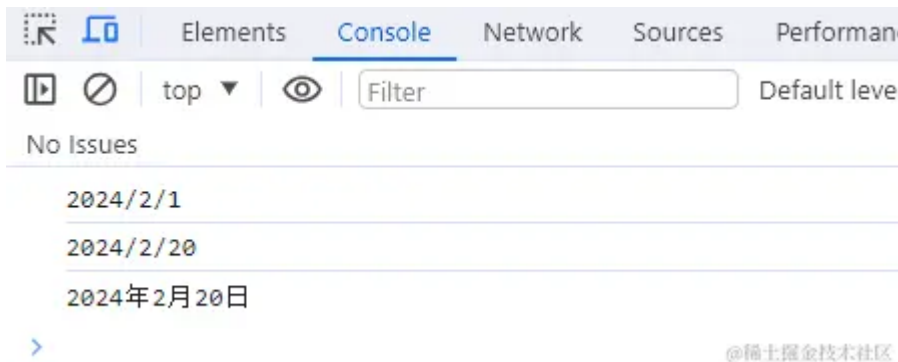 Elements Console Network Sources Performan
top ▼ Filter Default leve
No Issues
2024/2/1
2024/2/20
2024年2月20日
@稀土掘金技术社区